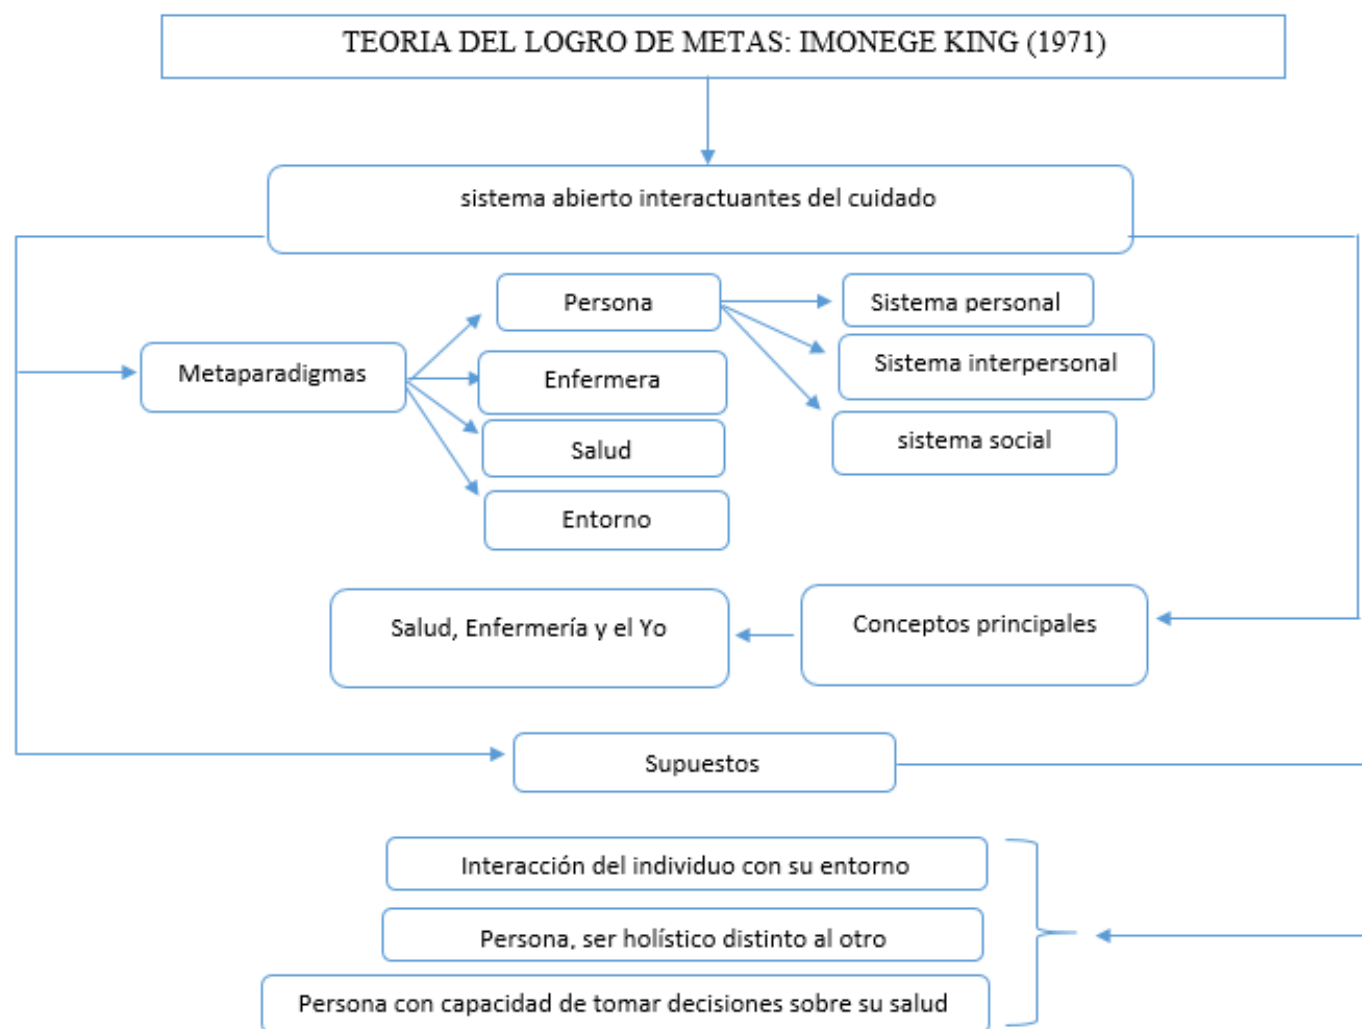 TEORIA DEL LOGRO DE METAS: IMONEGE KING (1971)
sistema abierto interactuantes del cuidado
Persona
Sistema personal
Metaparadigmas
Sistema interpersonal
Enfermera
sistema social
Salud
Entorno
Salud, Enfermería y el Yo
Conceptos principales
Supuestos
Interacción del individuo con su entorno
Persona, ser holístico distinto al otro
Persona con capacidad de tomar decisiones sobre su salud